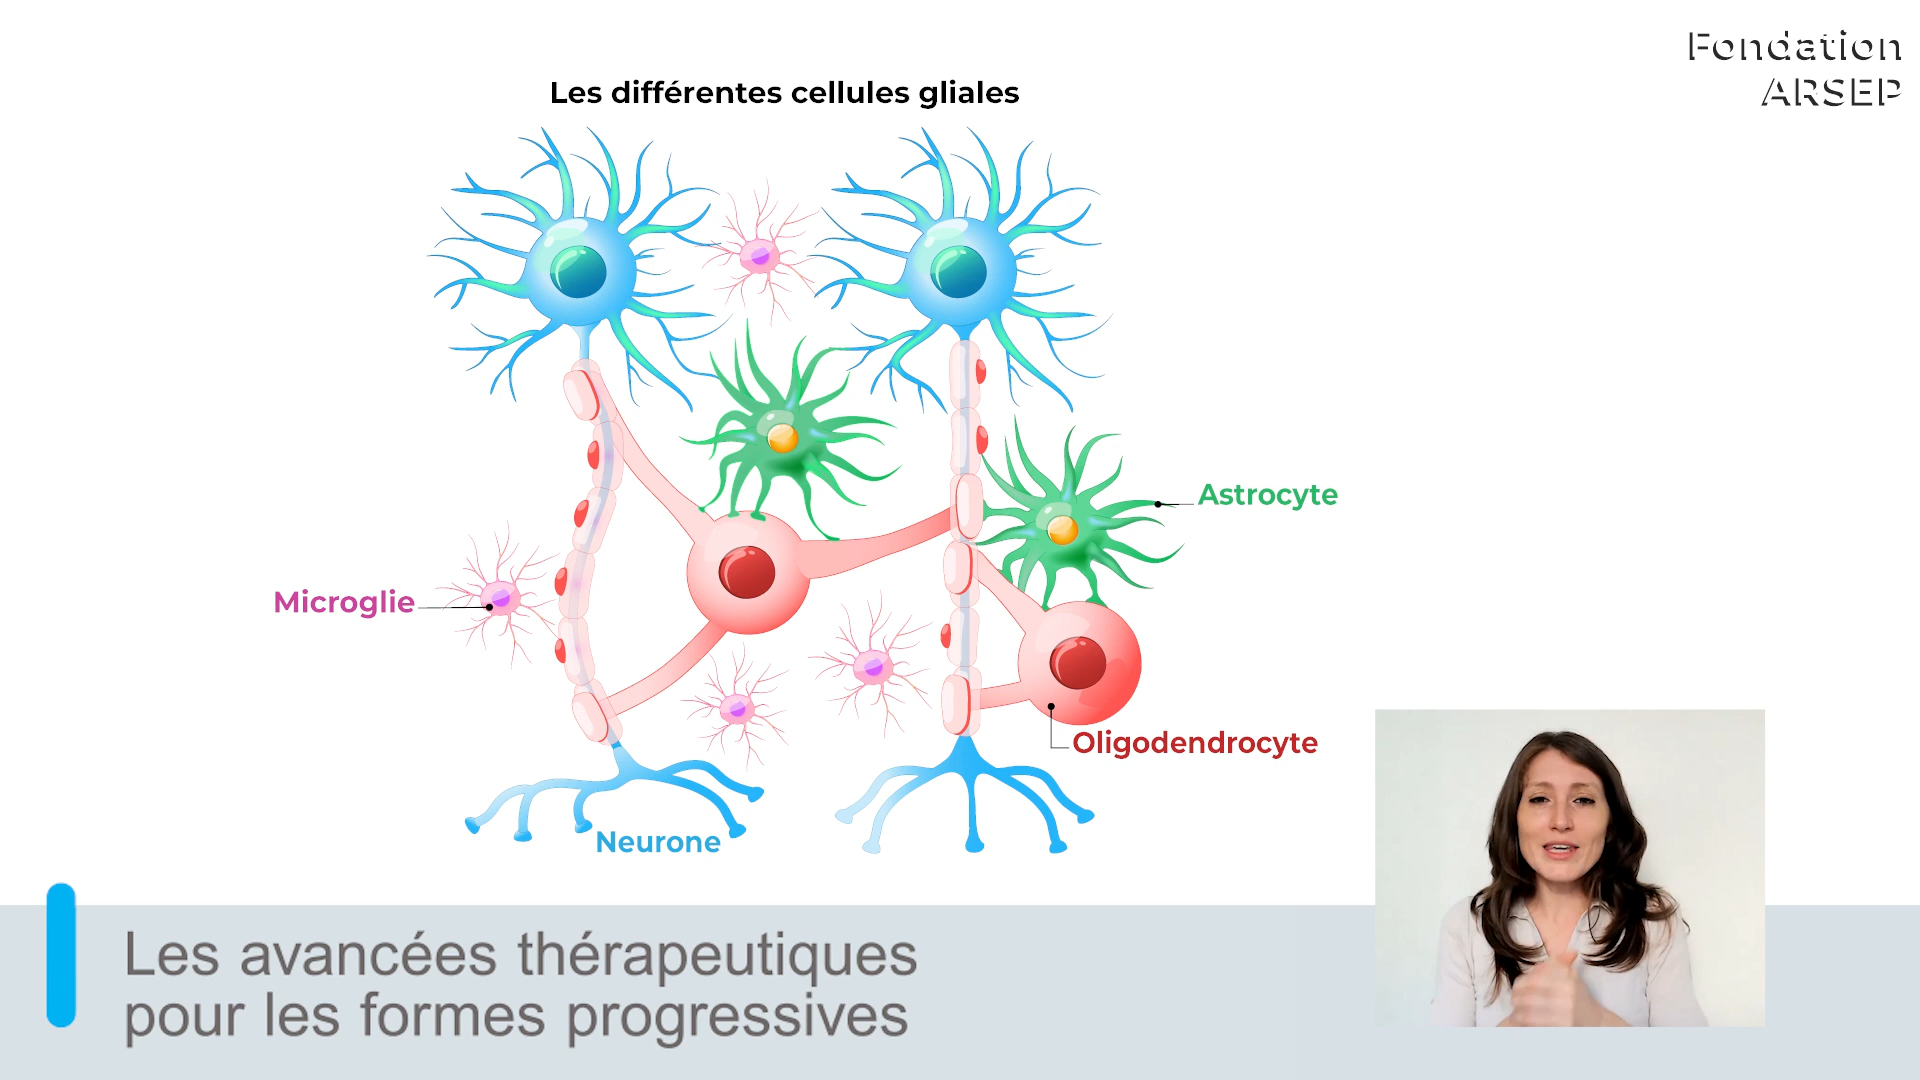 Fondation
ARSEP
Les différentes cellules gliales
Astrocyte
Microglie
Oligodendrocyte
Neurone
Les avancées thérapeutiques
pour les formes progressives